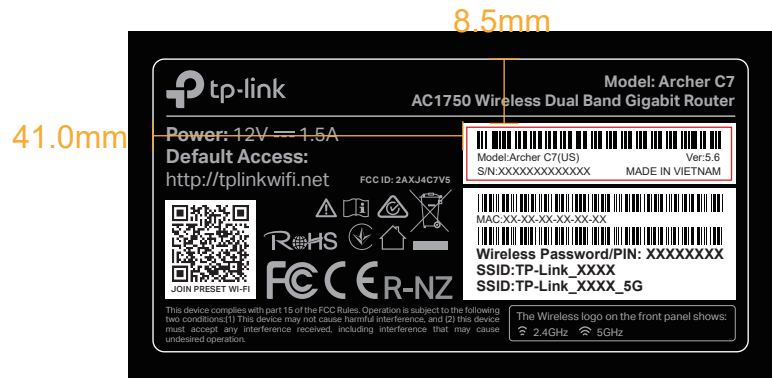 8.5mm
41.0mm
tp-link
Model: Archer C7
AC1750 Wireless Dual Band Gigabit Router
Power: 12V ⎓ 1.5A
Default Access:
http://tplinkwifi.net
FCC ID: 2AXJ4C7V5
Model:Archer C7(US) Ver:5.6
S/N:XXXXXXXXXXXXX MADE IN VIETNAM
MAC:XX-XX-XX-XX-XX-XX
Wireless Password/PIN: XXXXXXXX
SSID:TP-Link_XXXX
SSID:TP-Link_XXXX_5G
RoHS
FC CE R-NZ
JOIN PRESET WI-FI
This device complies with part 15 of the FCC Rules. Operation is subject to the following
two conditions:(1) This device may not cause harmful interference, and (2) this device
must accept any interference received, including interference that may cause
undesired operation.
The Wireless logo on the front panel shows:
2.4GHz 5GHz